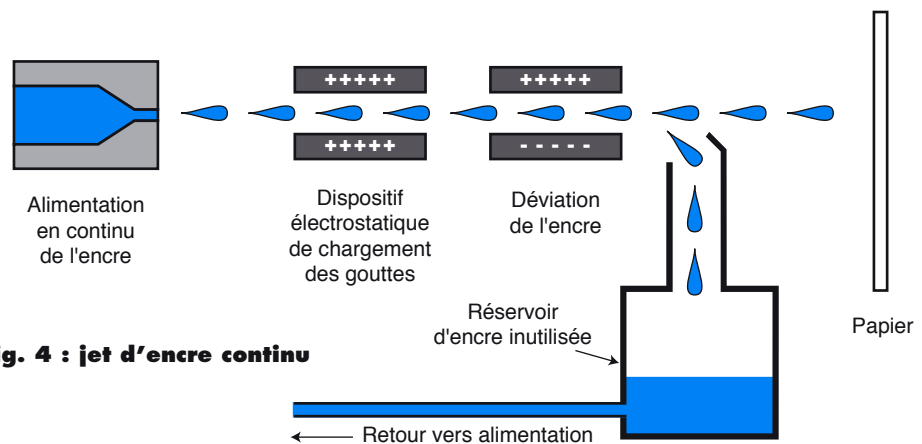 +++++
+++++
+++++
- - - - -
Alimentation
en continu
de l'encre
Dispositif
électrostatique
de chargement
des gouttes
Déviation
de l'encre
Réservoir
d'encre inutilisée
Papier
ig. 4 : jet d'encre continu
Retour vers alimentation